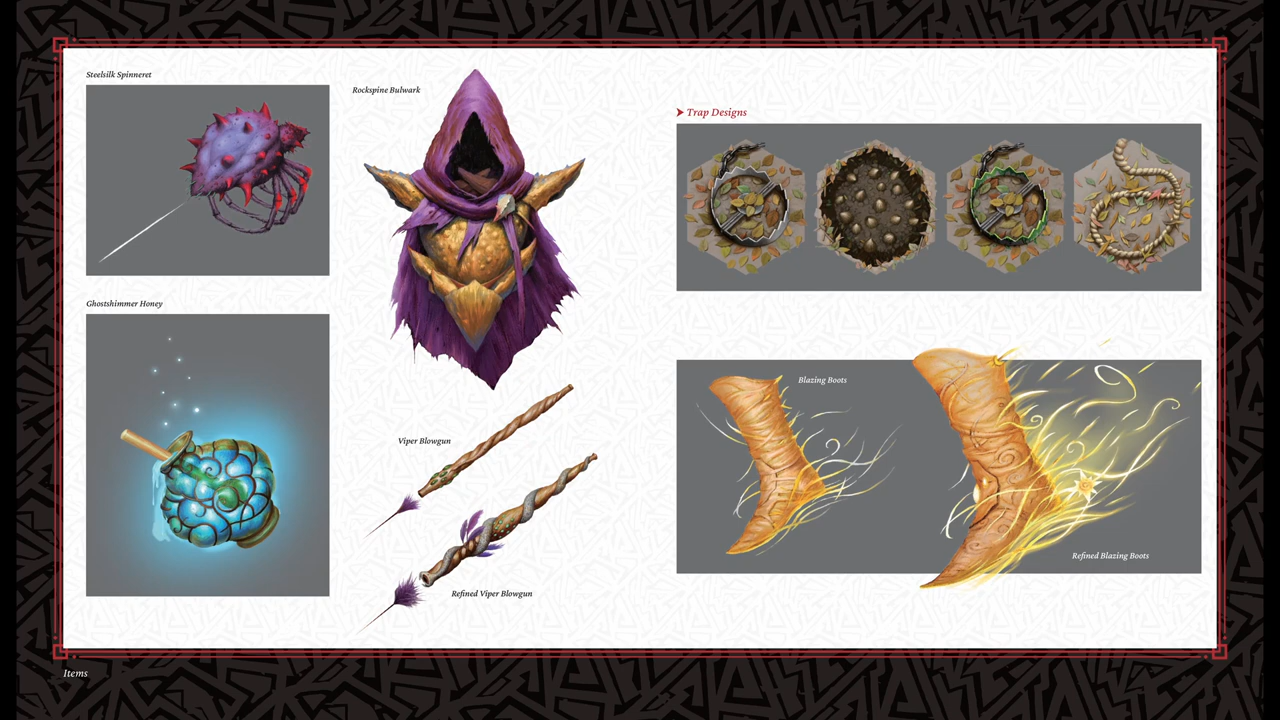 Steelsilk Spinneret
Rockspine Bulwark
Ghostshimmer Honey
Viper Blowgun
Refined Viper Blowgun
Trap Designs
Blazing Boots
Refined Blazing Boots
Items